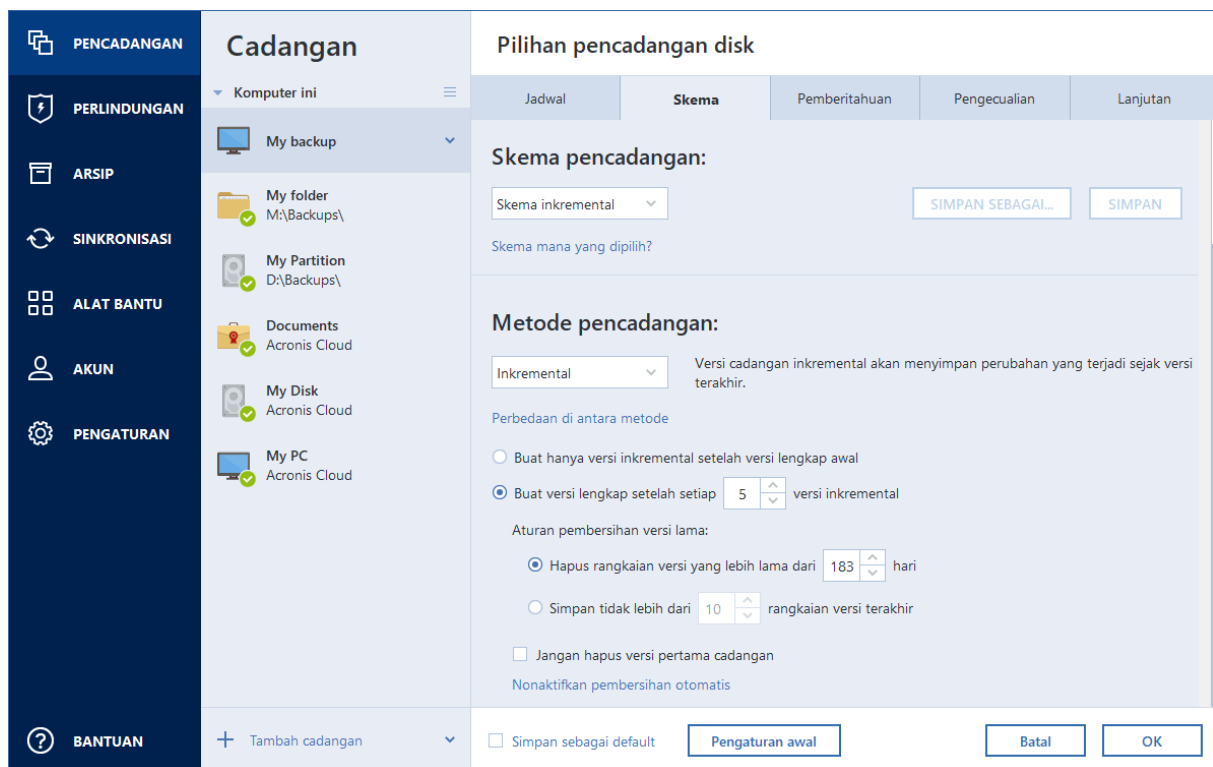 PENCADANGAN
PERLINDUNGAN
ARSIP
SINKRONISASI
ALAT BANTU
AKUN
PENGATURAN
BANTUAN
Cadangan
Komputer ini
My backup
My folder
M:\Backups\
My Partition
D:\Backups\
Documents
Acronis Cloud
My Disk
Acronis Cloud
My PC
Acronis Cloud
Tambah cadangan
Pilihan pencadangan disk
Jadwal
Skema
Pemberitahuan
Pengecualian
Lanjutan
Skema pencadangan:
Skema inkremental
SIMPAN SEBAGAI...
SIMPAN
Skema mana yang dipilih?
Metode pencadangan:
Inkremental
Versi cadangan inkremental akan menyimpan perubahan yang terjadi sejak versi
terakhir.
Perbedaan di antara metode
Buat hanya versi inkremental setelah versi lengkap awal
Buat versi lengkap setelah setiap 5 versi inkremental
Aturan pembersihan versi lama:
Hapus rangkaian versi yang lebih lama dari 183 hari
Simpan tidak lebih dari 10 rangkaian versi terakhir
Jangan hapus versi pertama cadangan
Nonaktifkan pembersihan otomatis
Simpan sebagai default
Pengaturan awal
Batal
OK